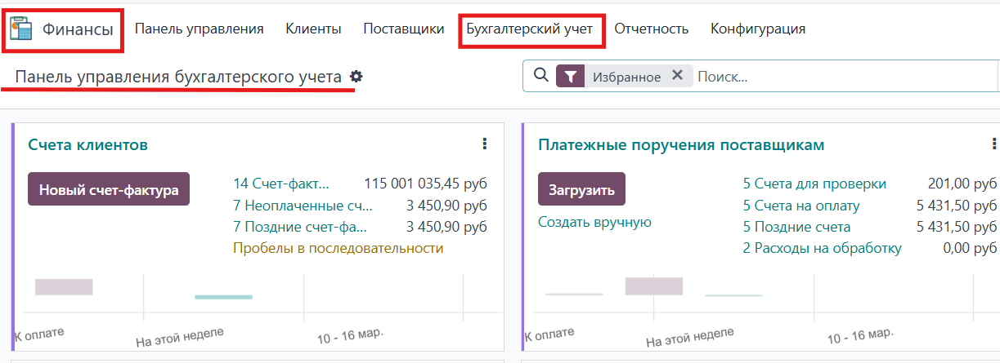 Финансы Панель управления Клиенты Поставщики Бухгалтерский учет Отчетность Конфигурация
Панель управления бухгалтерского учета Избранное Поиск...
Счета клиентов
Новый счет-фактура
14 Счет-факт... 115 001 035,45 руб
7 Неоплаченные сч... 3 450,90 руб
7 Поздние счет-фа... 3 450,90 руб
Пробелы в последовательности
К оплате На этой неделе 10 - 16 мар.
Платежные поручения поставщикам
Загрузить
Создать вручную
5 Счета для проверки 201,00 руб
5 Счета на оплату 5 431,50 руб
5 Поздние счета 5 431,50 руб
2 Расходы на обработку 0,00 руб
К оплате На этой неделе 10 - 16 мар.